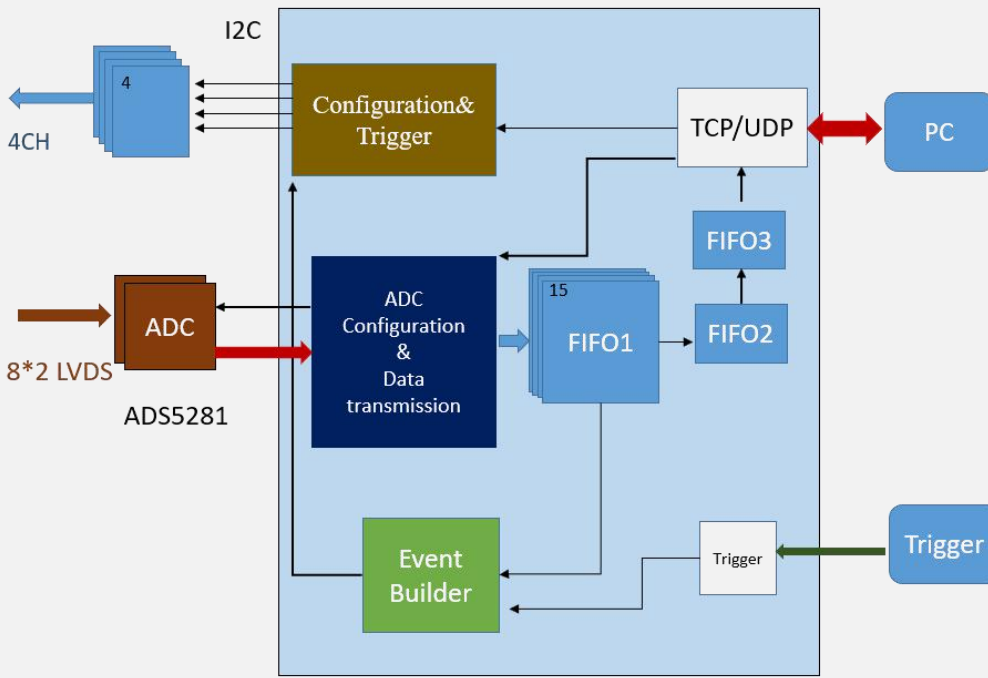 I2C
4
4CH
Configuration&
Trigger
TCP/UDP
PC
FIFO3
FIFO2
15
FIFO1
ADC
Configuration
&
Data
transmission
ADC
8*2 LVDS
ADS5281
Event
Builder
Trigger
Trigger